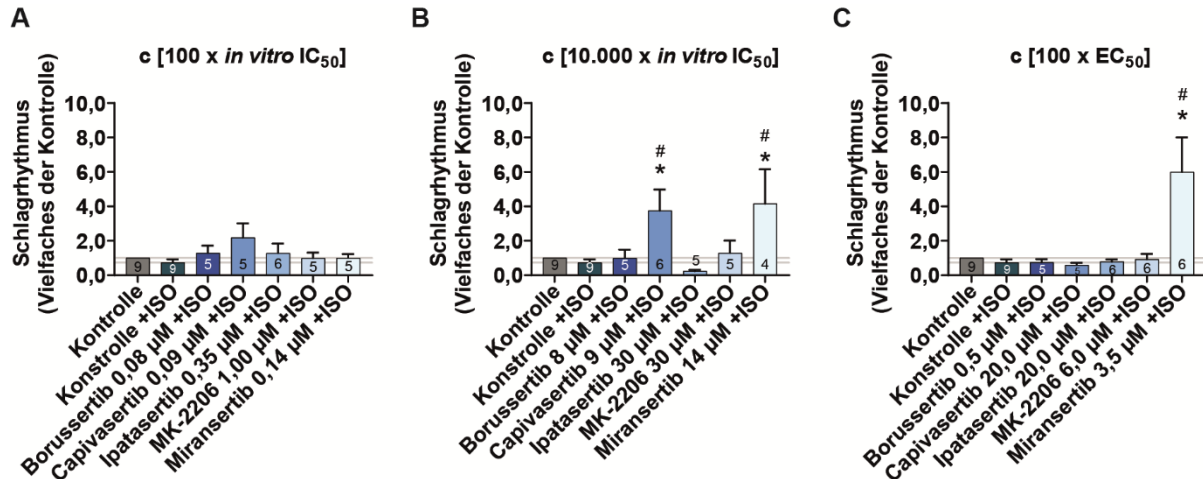 A
c [100 x in vitro IC50]
Schlagrhythmus
(Vielfaches der Kontrolle)
10,0
8,0
6,0
4,0
2,0
0,0
9
9
5
5
6
5
5
Kontrolle
Konstrolle +ISO
Borussertib 0,08 µM +ISO
Capivasertib 0,09 µM +ISO
Ipatasertib 0,35 µM +ISO
MK-2206 1,00 µM +ISO
Miransertib 0,14 µM +ISO
B
c [10.000 x in vitro IC50]
Schlagrhythmus
(Vielfaches der Kontrolle)
10,0
8,0
6,0
4,0
2,0
0,0
#
*
#
*
9
9
5
6
5
5
4
Kontrolle
Konstrolle +ISO
Borussertib 8 µM +ISO
Capivasertib 9 µM +ISO
Ipatasertib 30 µM +ISO
MK-2206 30 µM +ISO
Miransertib 14 µM +ISO
C
c [100 x EC50]
Schlagrhythmus
(Vielfaches der Kontrolle)
10,0
8,0
6,0
4,0
2,0
0,0
#
*
9
9
5
5
6
6
6
Kontrolle
Konstrolle +ISO
Borussertib 0,5 µM +ISO
Capivasertib 20,0 µM +ISO
Ipatasertib 20,0 µM +ISO
MK-2206 6,0 µM +ISO
Miransertib 3,5 µM +ISO